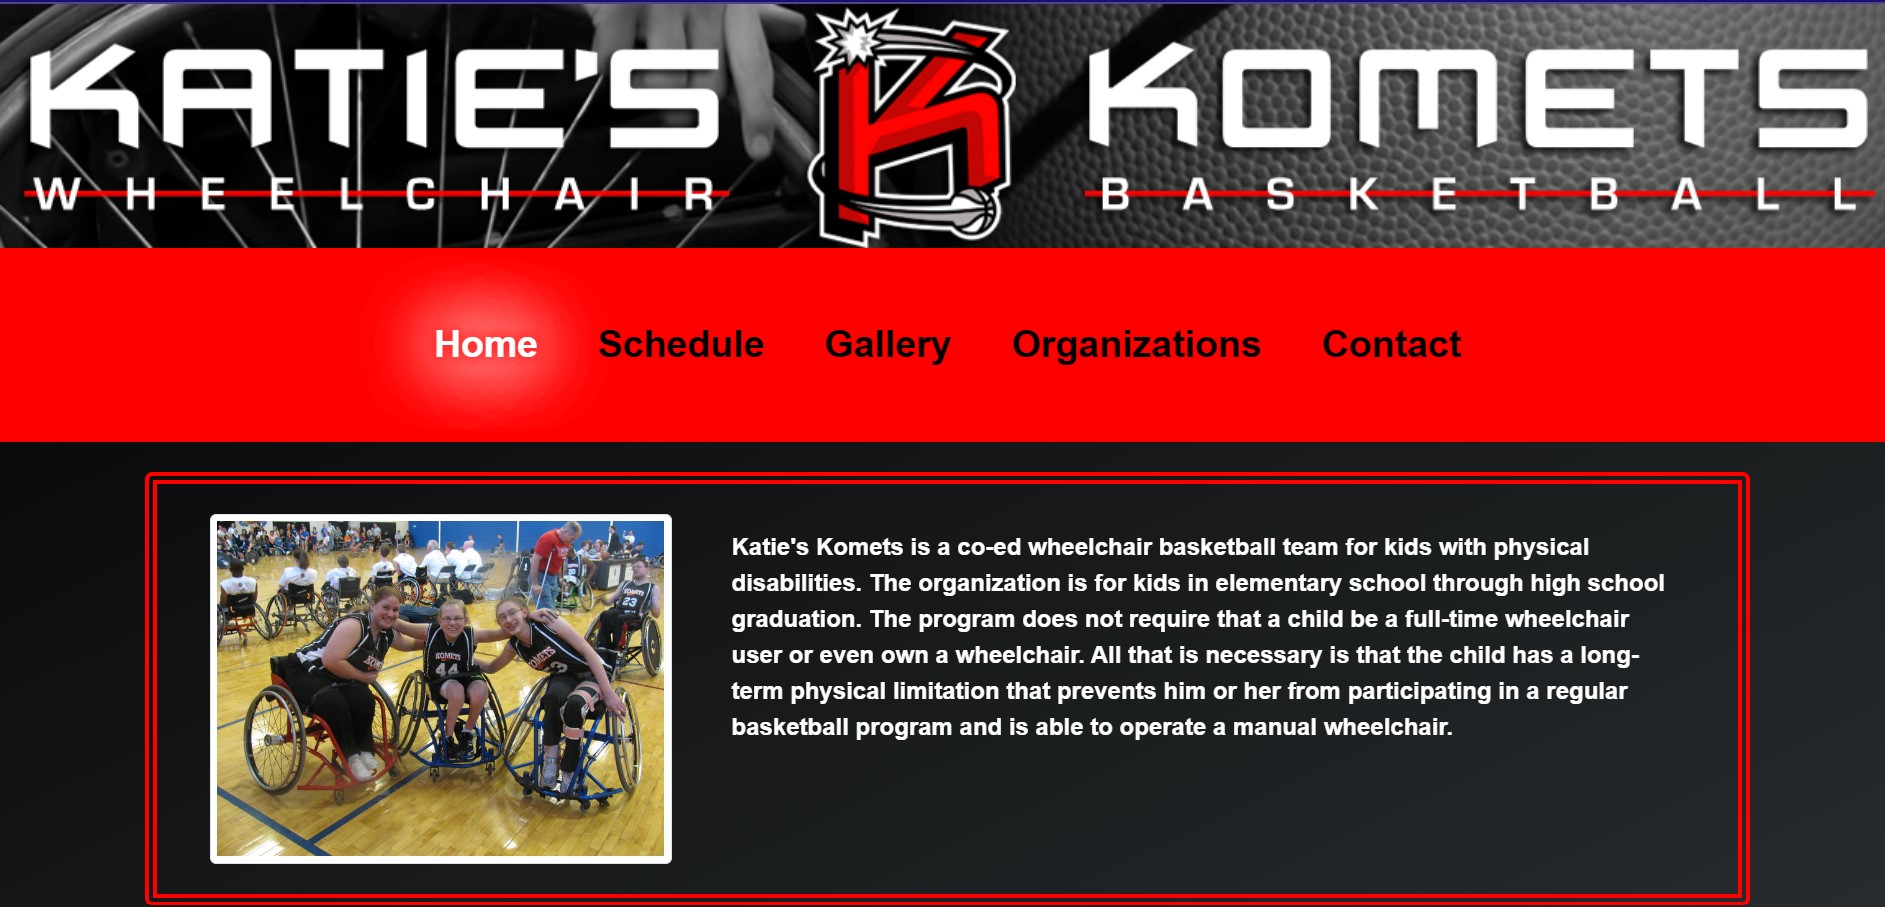 KATIE'S
WHEELCHAIR
K
KOMETS
BASKETBALL
Home Schedule Gallery Organizations Contact
Katie's Komets is a co-ed wheelchair basketball team for kids with physical
disabilities. The organization is for kids in elementary school through high school
graduation. The program does not require that a child be a full-time wheelchair
user or even own a wheelchair. All that is necessary is that the child has a long-
term physical limitation that prevents him or her from participating in a regular
basketball program and is able to operate a manual wheelchair.
KOMETS
44
KOMETS
KOMETS
23